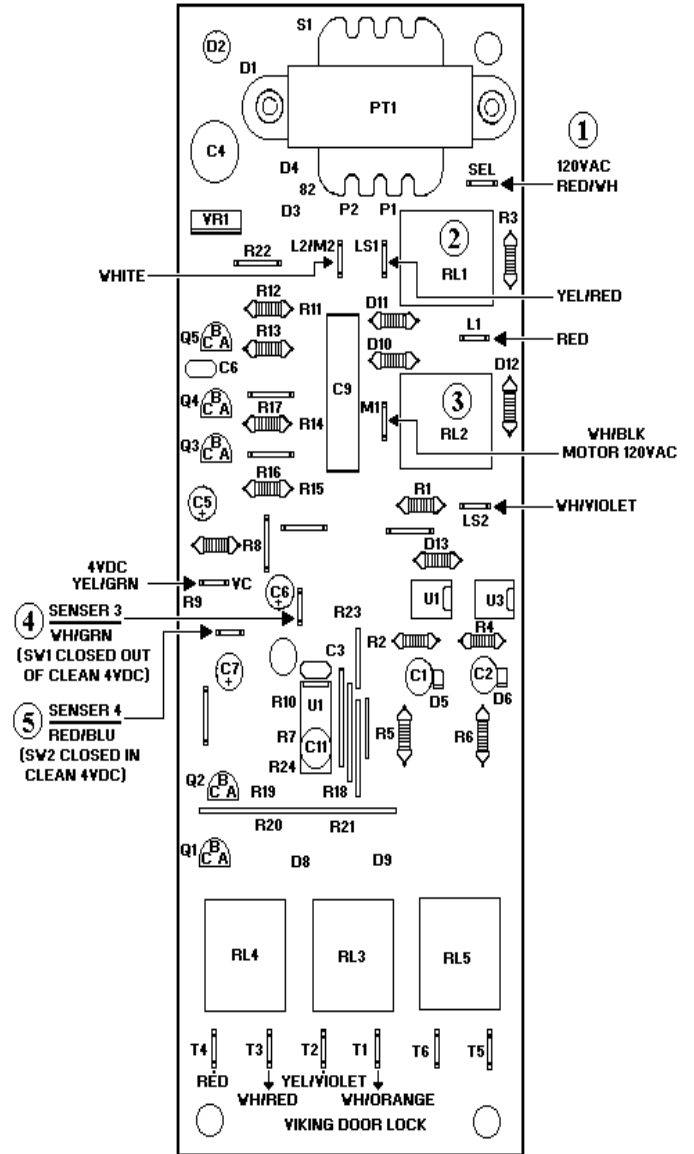 S1
D2
D1
PT1
1
C4
120VAC
SEL
RED/WH
D4
82
D3
P2
P1
VR1
R3
2
L2/M2
LS1
R22
RL1
WHITE
YEL/RED
R12
R11
D11
L1
RED
Q5
B
C A
R13
D10
C6
D12
C9
3
Q4
B
C A
R17
R14
M1
RL2
WH/BLK
MOTOR 120VAC
Q3
B
C A
R16
R15
R1
C5
+
WH/VIOLET
LS2
R8
D13
4VDC
YEL/GRN
VC
R9
C6
+
U1
U3
4
SENSER 3
WH/GRN
(SW1 CLOSED OUT
OF CLEAN 4VDC)
R23
R2
R4
C3
C7
+
C1
D5
C2
D6
5
SENSER 4
RED/BLU
(SW2 CLOSED IN
CLEAN 4VDC)
R10
U1
R7
C11
R5
R6
R24
Q2
B
C A
R19
R18
R20
R21
Q1
B
C A
D8
D9
RL4
RL3
RL5
T4
T3
T2
T1
T6
T5
RED
YEL/VIOLET
WH/RED
WH/ORANGE
VIKING DOOR LOCK